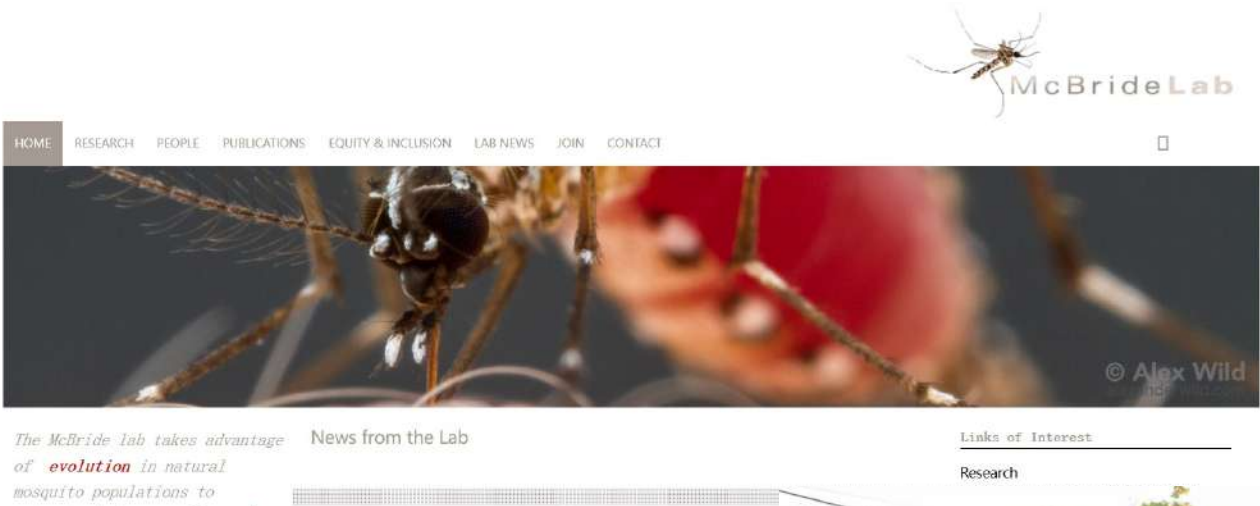 McBrideLab
HOME RESEARCH PEOPLE PUBLICATIONS EQUITY & INCLUSION LAB NEWS JOIN CONTACT
© Alex Wild
The McBride lab takes advantage
of evolution in natural
mosquito populations to
News from the Lab
Links of Interest
Research